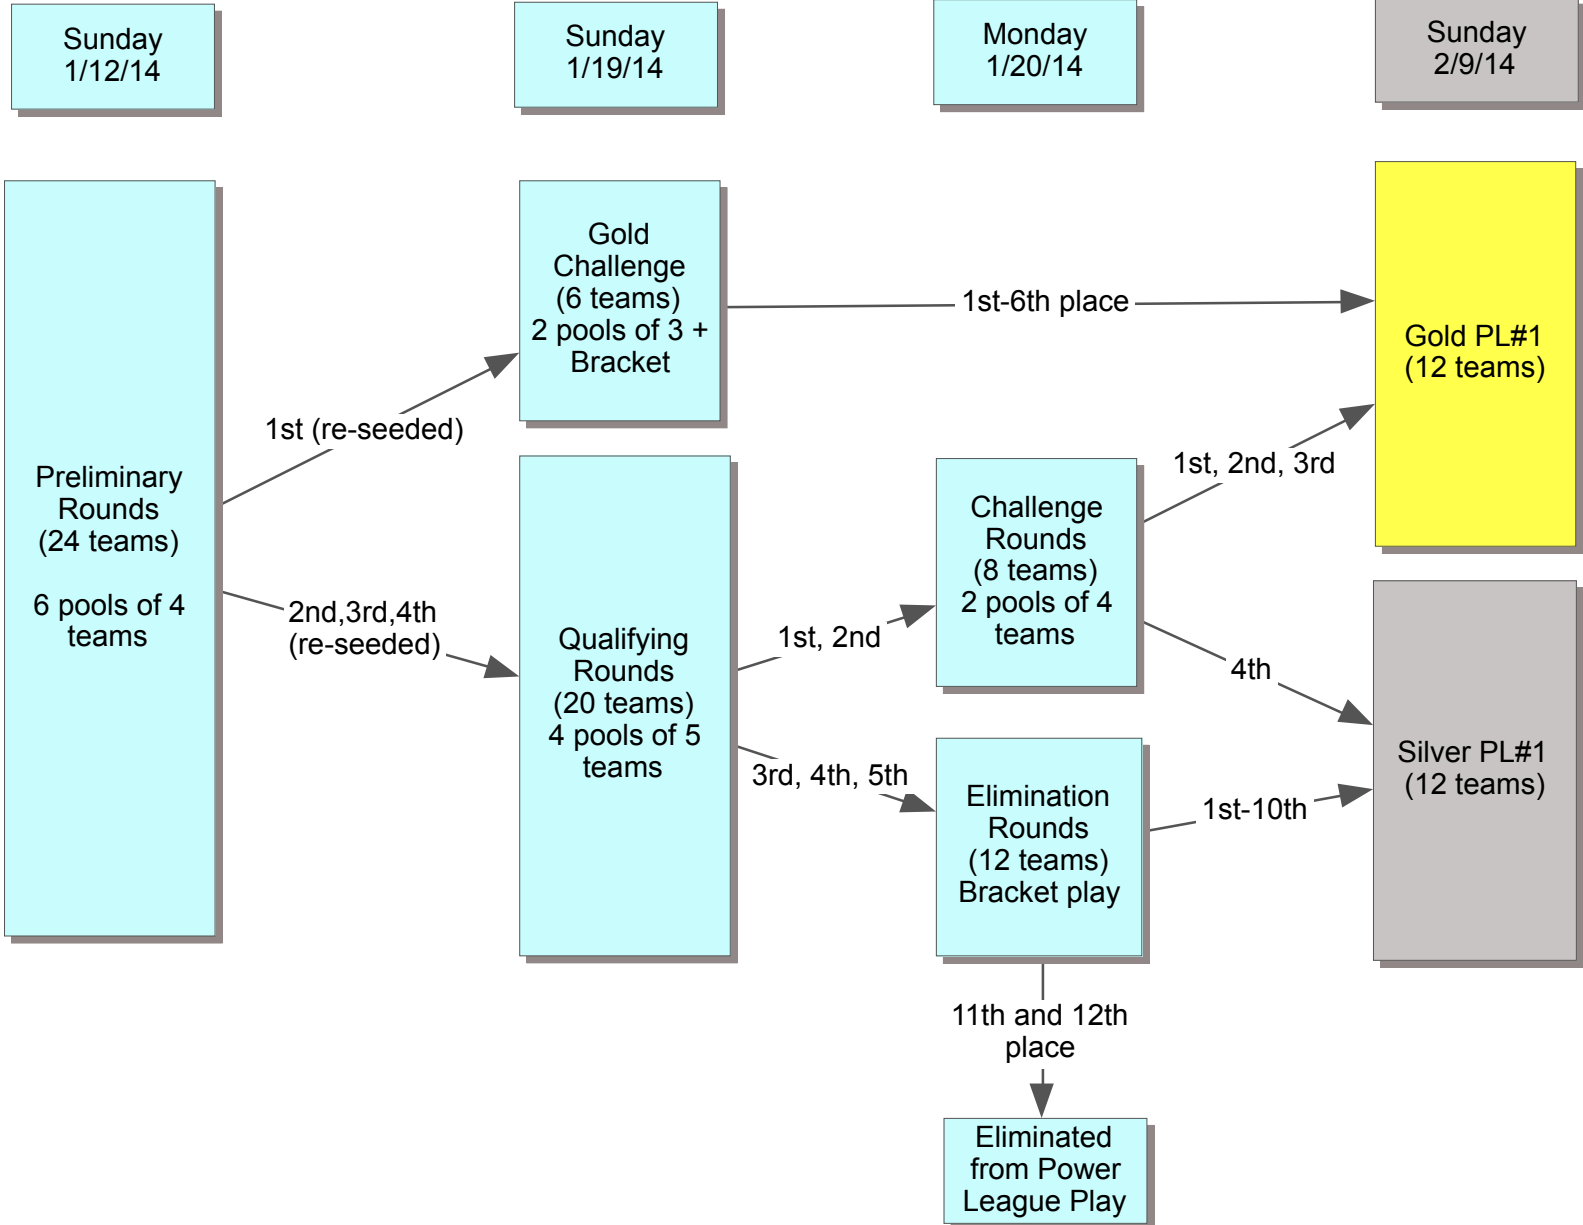 Sunday
1/12/14
Sunday
1/19/14
Monday
1/20/14
Sunday
2/9/14
Preliminary
Rounds
(24 teams)
6 pools of 4
teams
1st (re-seeded)
2nd,3rd,4th
(re-seeded)
Gold
Challenge
(6 teams)
2 pools of 3 +
Bracket
1st-6th place
Qualifying
Rounds
(20 teams)
4 pools of 5
teams
1st, 2nd
3rd, 4th, 5th
Challenge
Rounds
(8 teams)
2 pools of 4
teams
1st, 2nd, 3rd
4th
Elimination
Rounds
(12 teams)
Bracket play
1st-10th
11th and 12th
place
Eliminated
from Power
League Play
Gold PL#1
(12 teams)
Silver PL#1
(12 teams)